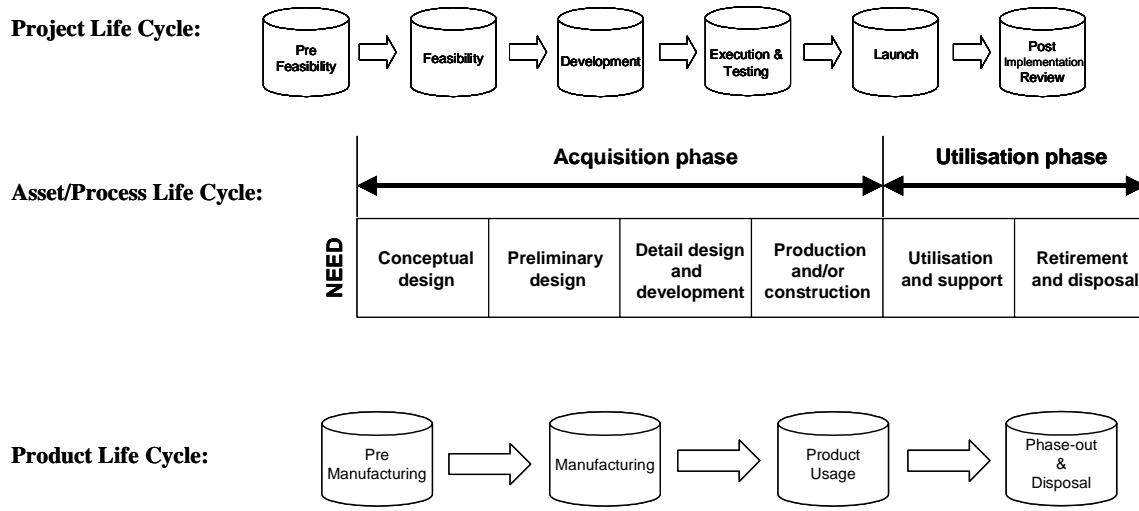 Project Life Cycle:
Pre
Feasibility
Feasibility
Development
Execution &
Testing
Launch
Post
Implementation
Review
Acquisition phase
Utilisation phase
Asset/Process Life Cycle:
NEED
Conceptual
design
Preliminary
design
Detail design
and
development
Production
and/or
construction
Utilisation
and support
Retirement
and disposal
Product Life Cycle:
Pre
Manufacturing
Manufacturing
Product
Usage
Phase-out
&
Disposal